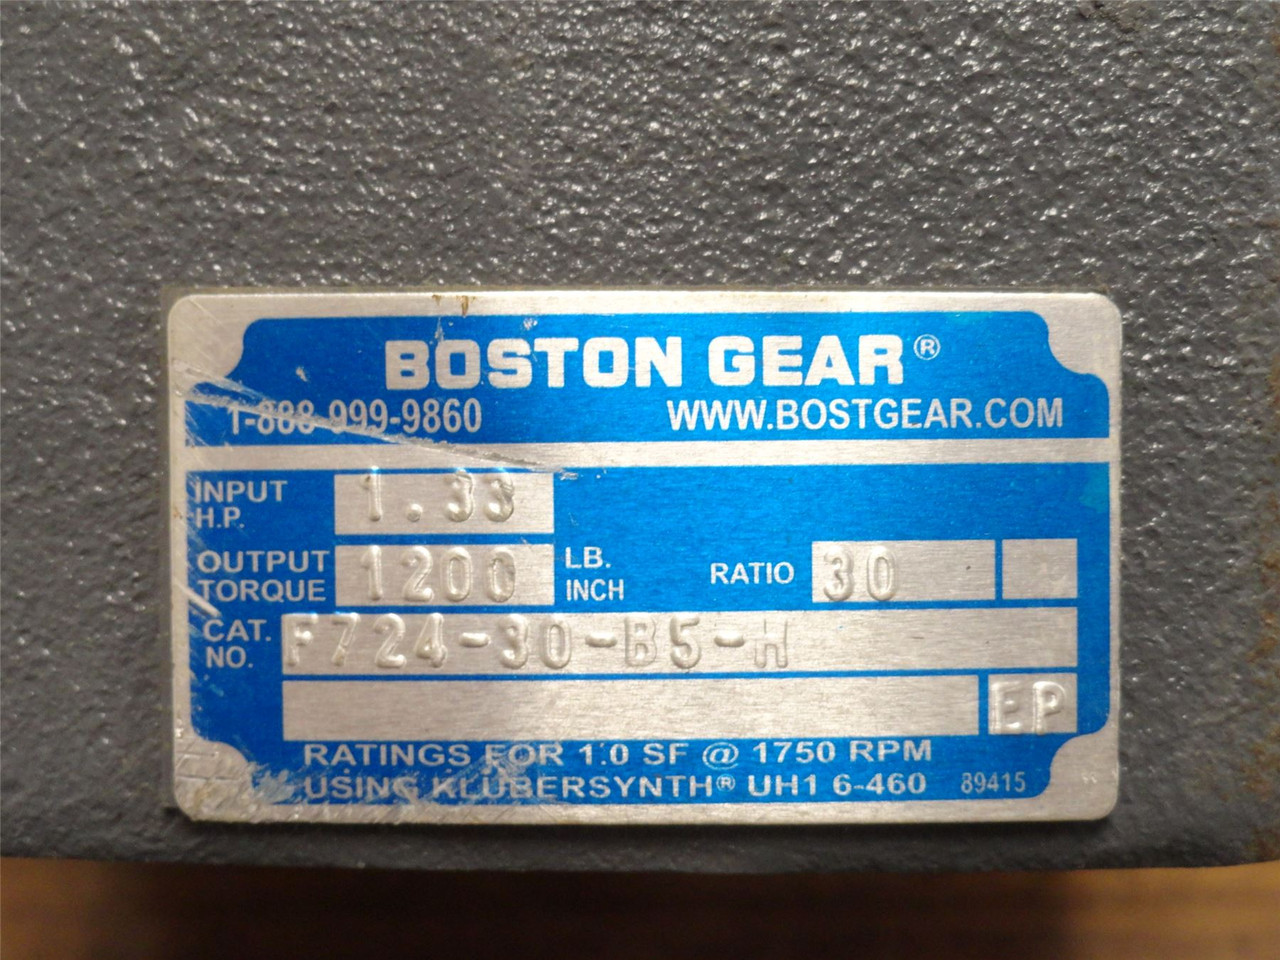 BOSTON GEAR®
1-888-999-9860 WWW.BOSTGEAR.COM
INPUT H.P. 1.33
OUTPUT TORQUE 1200 LB. INCH RATIO 30
CAT. NO. F724-30-B5-H
EP
RATINGS FOR 1.0 SF @ 1750 RPM
USING KLÜBERSYNTH® UH1 6-460 89415